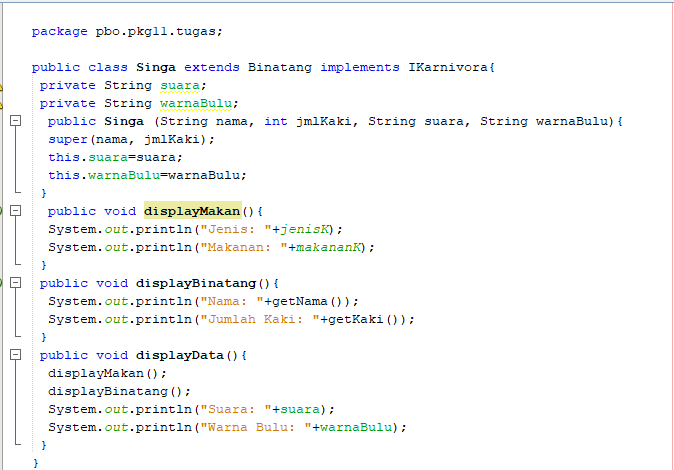 package pbo.pkg11.tugas;
public class Singa extends Binatang implements IKarnivora{
private String suara;
private String warnaBulu;
public Singa (String nama, int jmlKaki, String suara, String warnaBulu){
super(nama, jmlKaki);
this.suara=suara;
this.warnaBulu=warnaBulu;
}
public void displayMakan(){
System.out.println("Jenis: "+jenisK);
System.out.println("Makanan: "+makananK);
}
public void displayBinatang(){
System.out.println("Nama: "+getNama());
System.out.println("Jumlah Kaki: "+getKaki());
}
public void displayData(){
displayMakan();
displayBinatang();
System.out.println("Suara: "+suara);
System.out.println("Warna Bulu: "+warnaBulu);
}
}